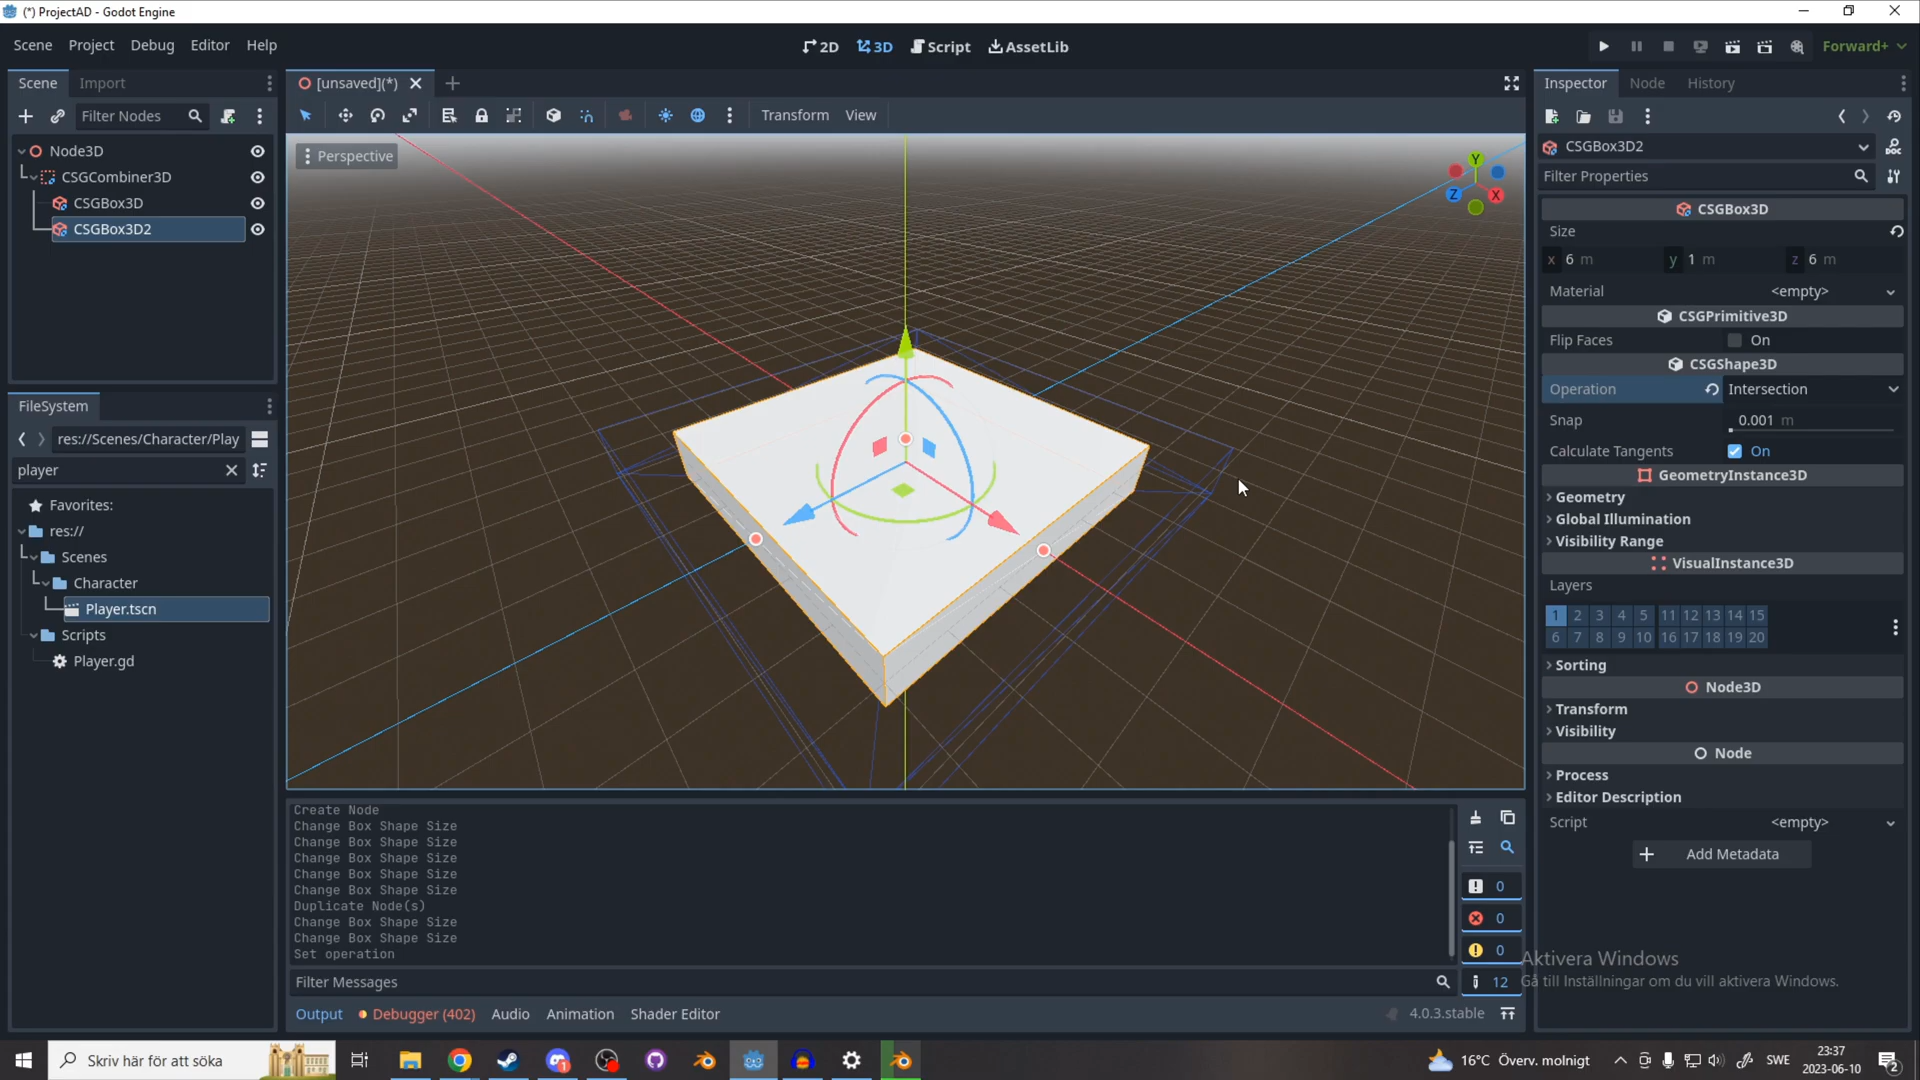 (*) ProjectAD - Godot Engine
Scene Project Debug Editor Help
2D 3D Script AssetLib
Forward+
Scene Import
[unsaved](*)
Inspector Node History
Filter Nodes
Transform View
Node3D
CSGCombiner3D
CSGBox3D
CSGBox3D2
Perspective
Y
Z X
CSGBox3D2
Filter Properties
CSGBox3D
Size
x 6 m y 1 m z 6 m
Material <empty>
CSGPrimitive3D
Flip Faces On
CSGShape3D
Operation Intersection
Snap 0.001 m
Calculate Tangents On
GeometryInstance3D
Geometry
Global Illumination
Visibility Range
VisualInstance3D
Layers
1 2 3 4 5 11 12 13 14 15
6 7 8 9 10 16 17 18 19 20
Sorting
Node3D
Transform
Visibility
Node
Process
Editor Description
Script <empty>
Add Metadata
FileSystem
res://Scenes/Character/Play
player
Favorites:
res://
Scenes
Character
Player.tscn
Scripts
Player.gd
Create Node
Change Box Shape Size
Change Box Shape Size
Change Box Shape Size
Change Box Shape Size
Change Box Shape Size
Duplicate Node(s)
Change Box Shape Size
Change Box Shape Size
Set operation
0
0
0
12
Filter Messages
Output Debugger (402) Audio Animation Shader Editor
4.0.3.stable
Aktivera Windows
Gå till Inställningar om du vill aktivera Windows.
Skriv här för att söka
1
16°C Överv. molnigt
SWE
23:37
2023-06-10
2